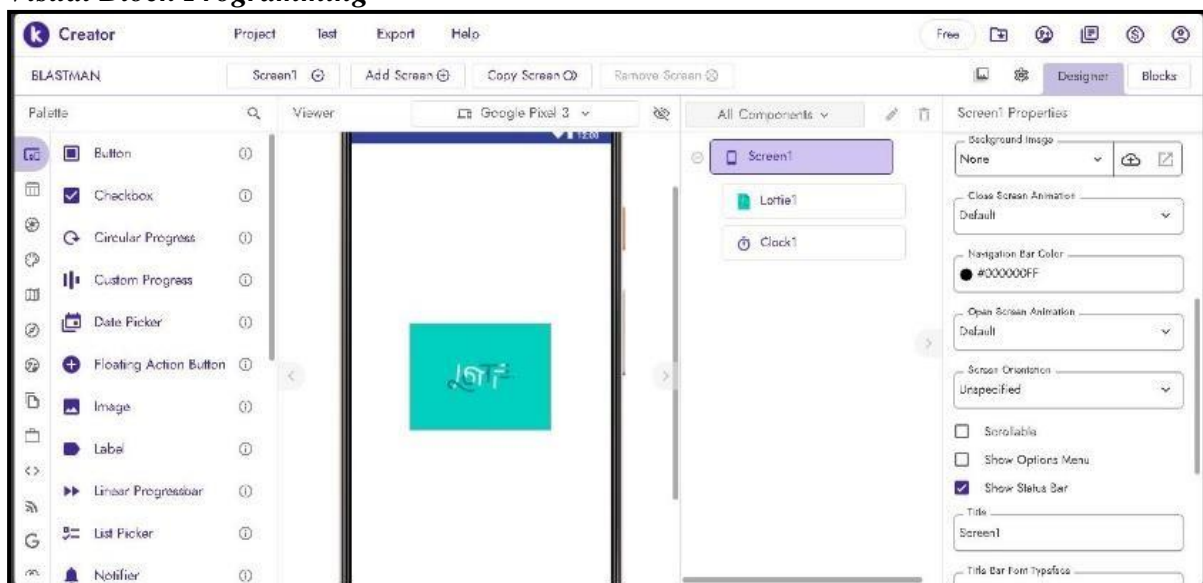 Visual Block Programming
Creator Project Test Export Help Free
BLASTMAN Screen1 Add Screen Copy Screen Remove Screen Designer Blocks
Palette Viewer Google Pixel 3 All Components Screen1 Properties
12:00
Button
Checkbox
Circular Progress
Custom Progress
Date Picker
Floating Action Button
Image
Label
Linear Progressbar
List Picker
Notifier
Screen1
Lottie1
Clock1
Background Image
None
Close Screen Animation
Default
Navigation Bar Color
#000000FF
Open Screen Animation
Default
Screen Orientation
Unspecified
Scrollable
Show Options Menu
Show Status Bar
Title
Screen1
Title Bar Font Typeface